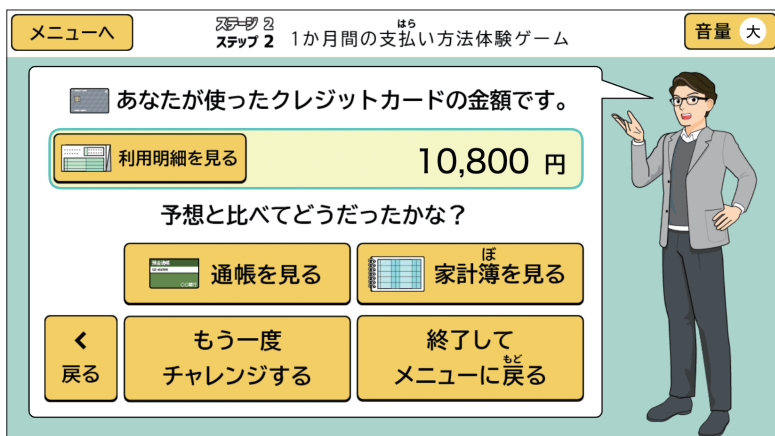 メニューへ
ステージ 2
ステップ 2
はら
1か月間の支払い方法体験ゲーム
音量 大
あなたが使ったクレジットカードの金額です。
利用明細を見る
10,800 円
予想と比べてどうだったかな？
通帳を見る
ぼ
家計簿を見る
<
戻る
もう一度
チャレンジする
終了して
もど
メニューに戻る